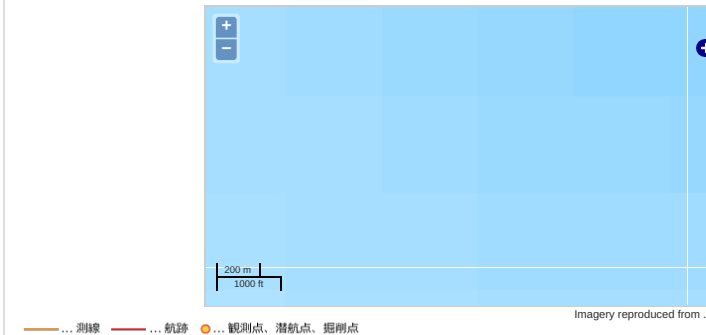 +
−
200 m
1000 ft
Imagery reproduced from .
... 測線 ... 航跡 ... 観測点、潜航点、掘削点